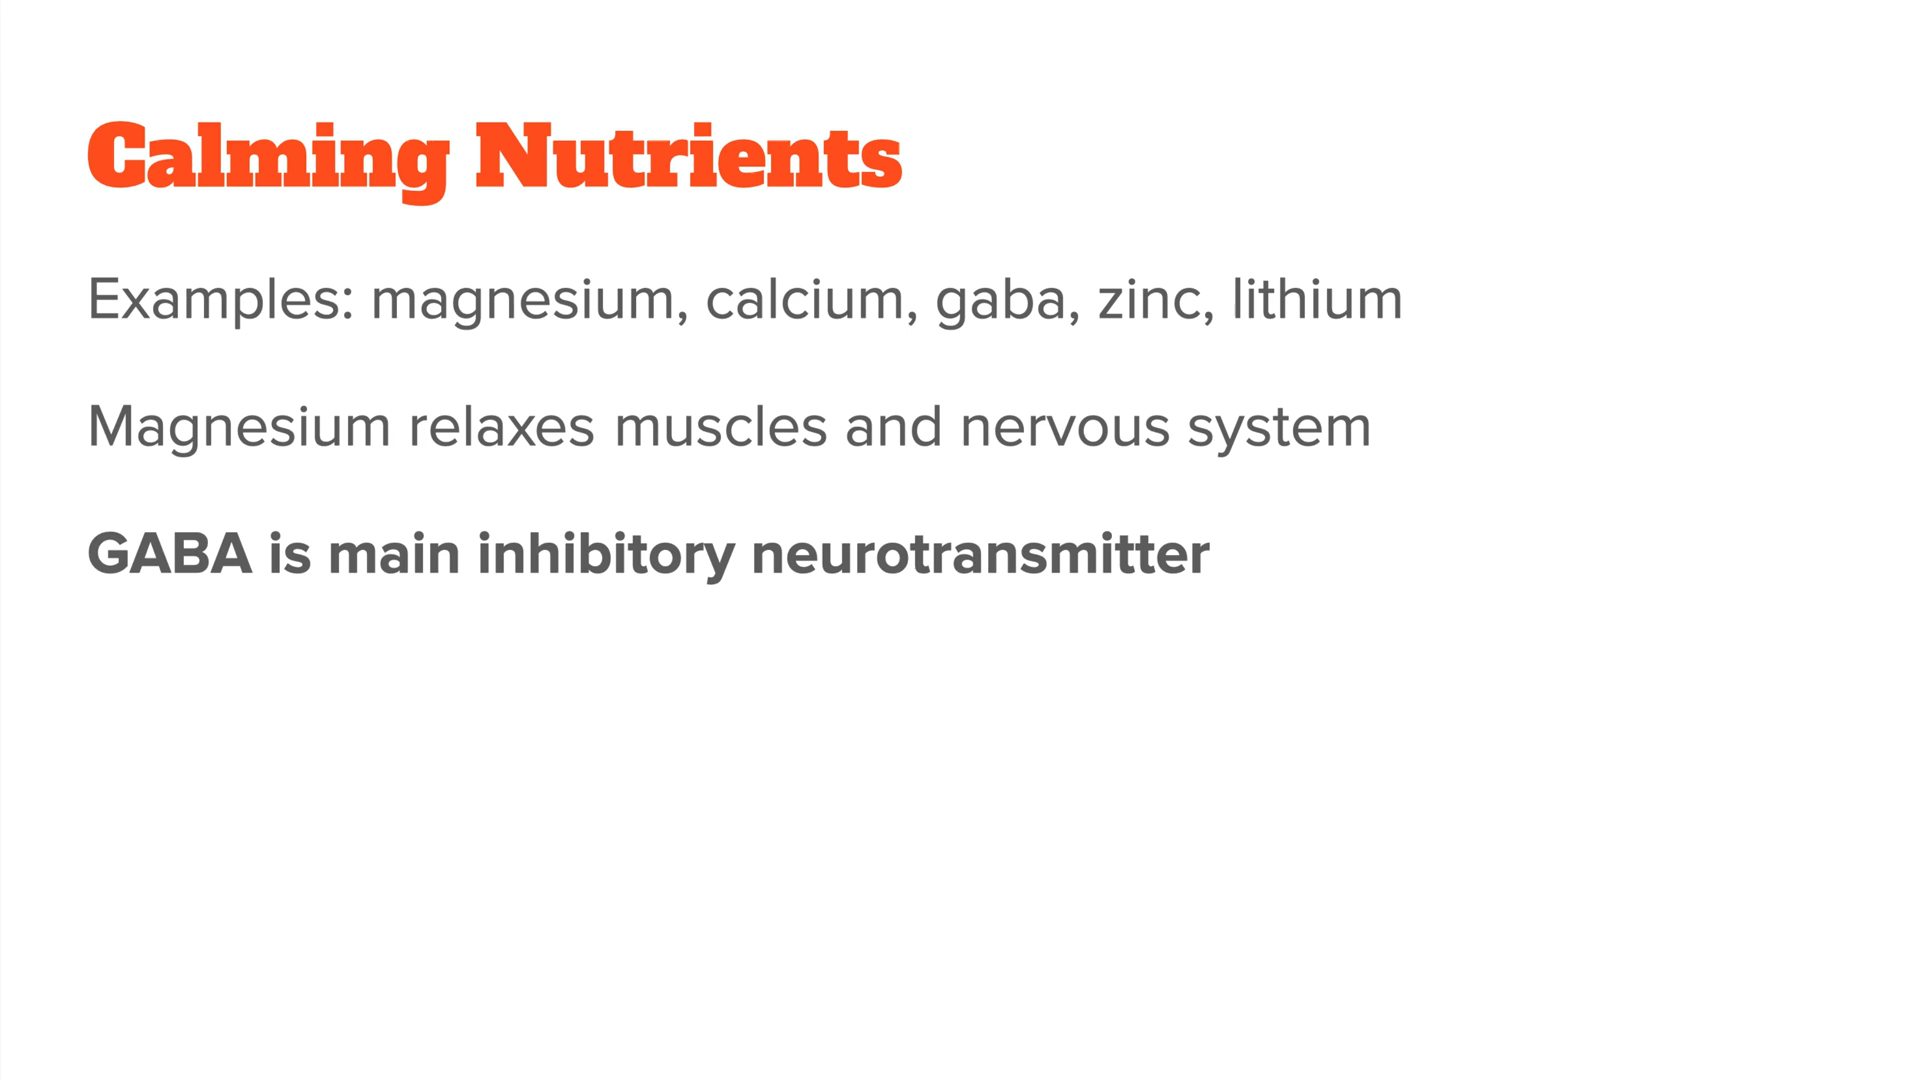 Calming Nutrients
Examples: magnesium, calcium, gaba, zinc, lithium
Magnesium relaxes muscles and nervous system
GABA is main inhibitory neurotransmitter